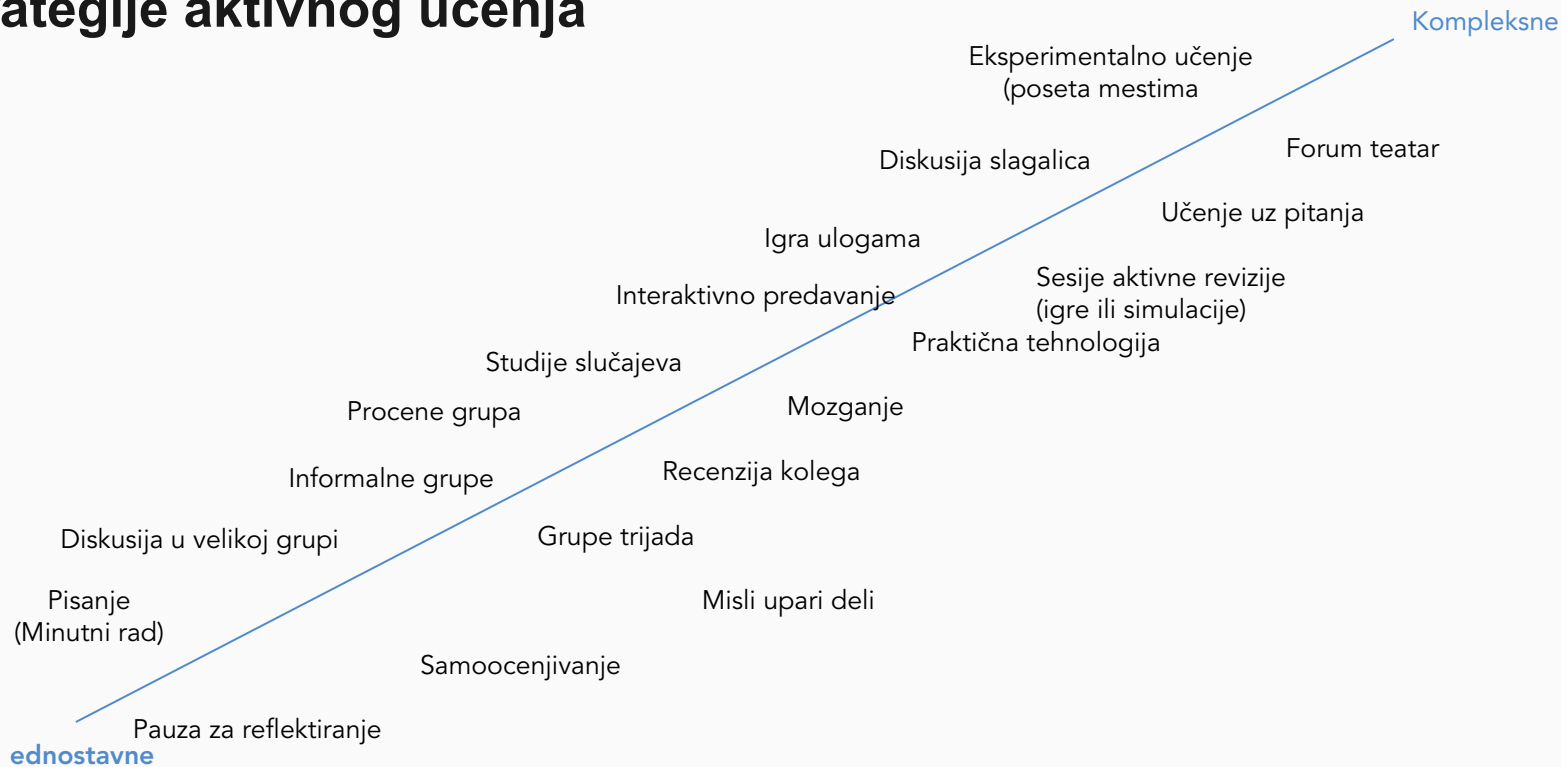 ategije aktivnog učenja
Kompleksne
Eksperimentalno učenje
(poseta mestima
Forum teatar
Diskusija slagalica
Učenje uz pitanja
Igra ulogama
Sesije aktivne revizije
(igre ili simulacije)
Interaktivno predavanje
Praktična tehnologija
Studije slučajeva
Procene grupa
Mozganje
Informalne grupe
Recenzija kolega
Diskusija u velikoj grupi
Grupe trijada
Pisanje
(Minutni rad)
Misli upari deli
Samoocenjivanje
Pauza za reflektiranje
ednostavne